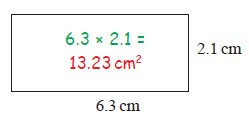 6.3 × 2.1 =
13.23 cm²
2.1 cm
6.3 cm